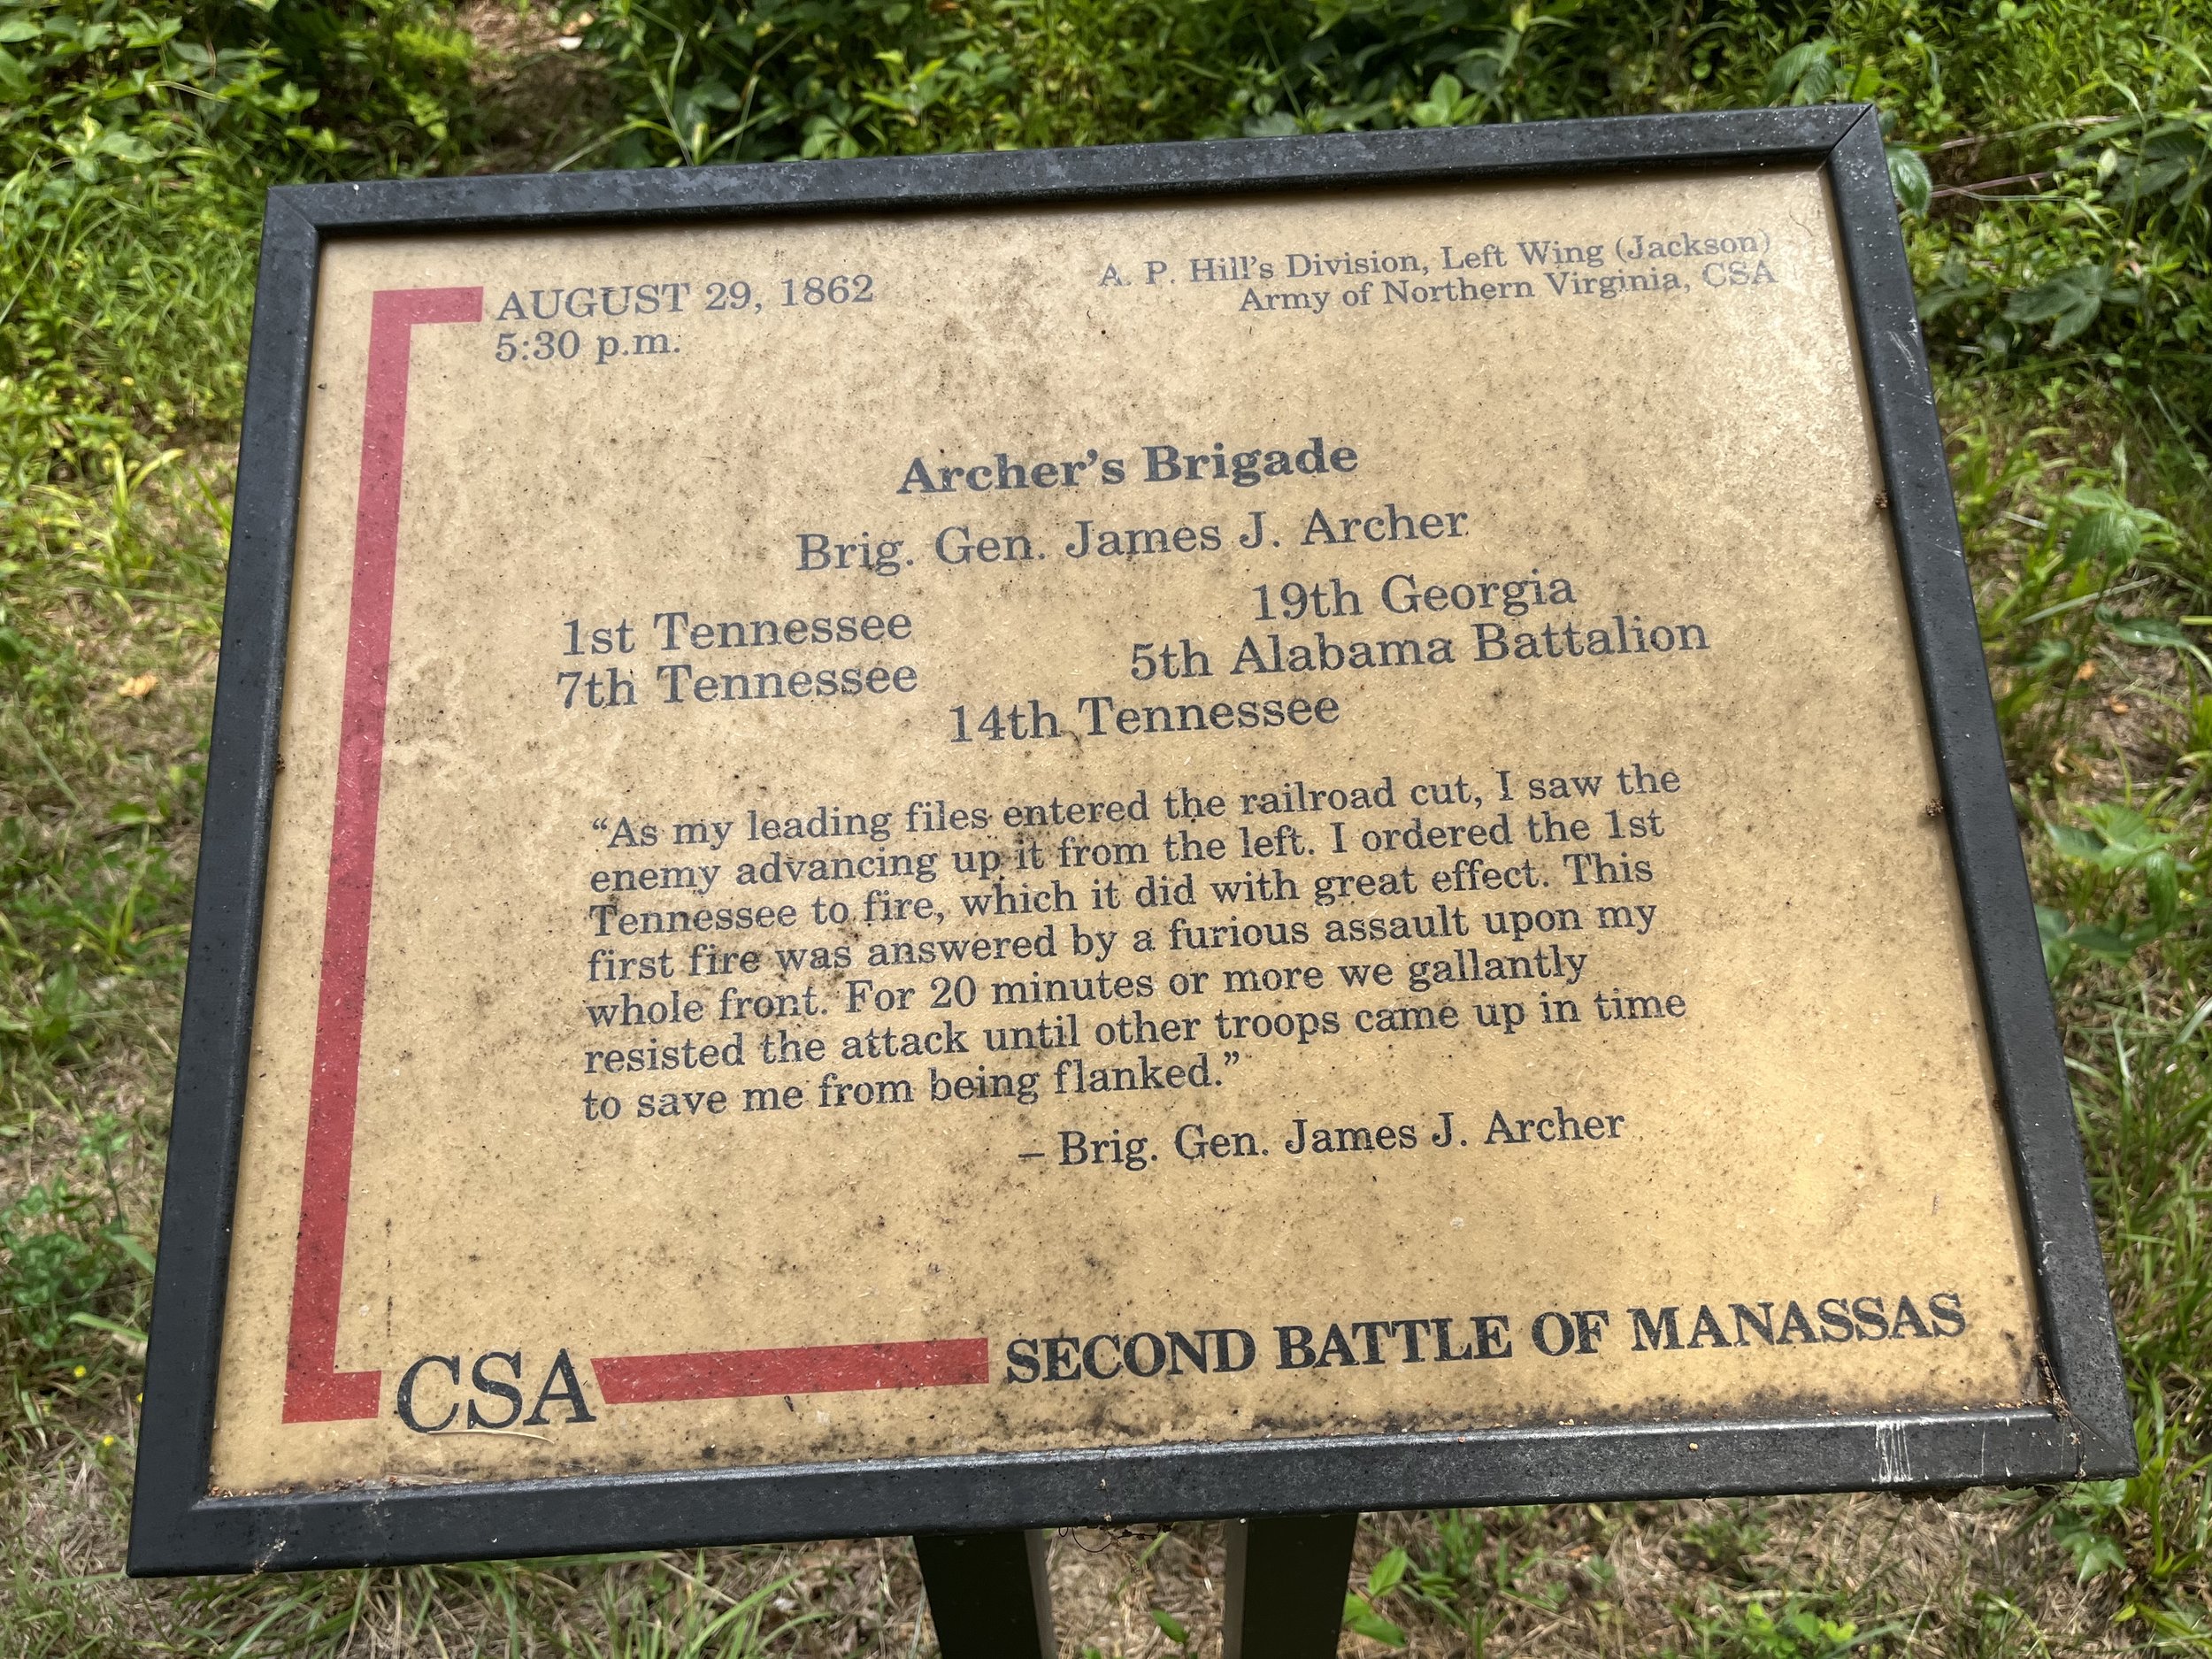 AUGUST 29, 1862
5:30 p.m.
A. P. Hill's Division, Left Wing (Jackson)
Army of Northern Virginia, CSA
Archer's Brigade
Brig. Gen. James J. Archer
1st Tennessee
7th Tennessee
19th Georgia
5th Alabama Battalion
14th Tennessee
“As my leading files entered the railroad cut, I saw the
enemy advancing up it from the left. I ordered the 1st
Tennessee to fire, which it did with great effect. This
first fire was answered by a furious assault upon my
whole front. For 20 minutes or more we gallantly
resisted the attack until other troops came up in time
to save me from being flanked.”
– Brig. Gen. James J. Archer
CSA
SECOND BATTLE OF MANASSAS